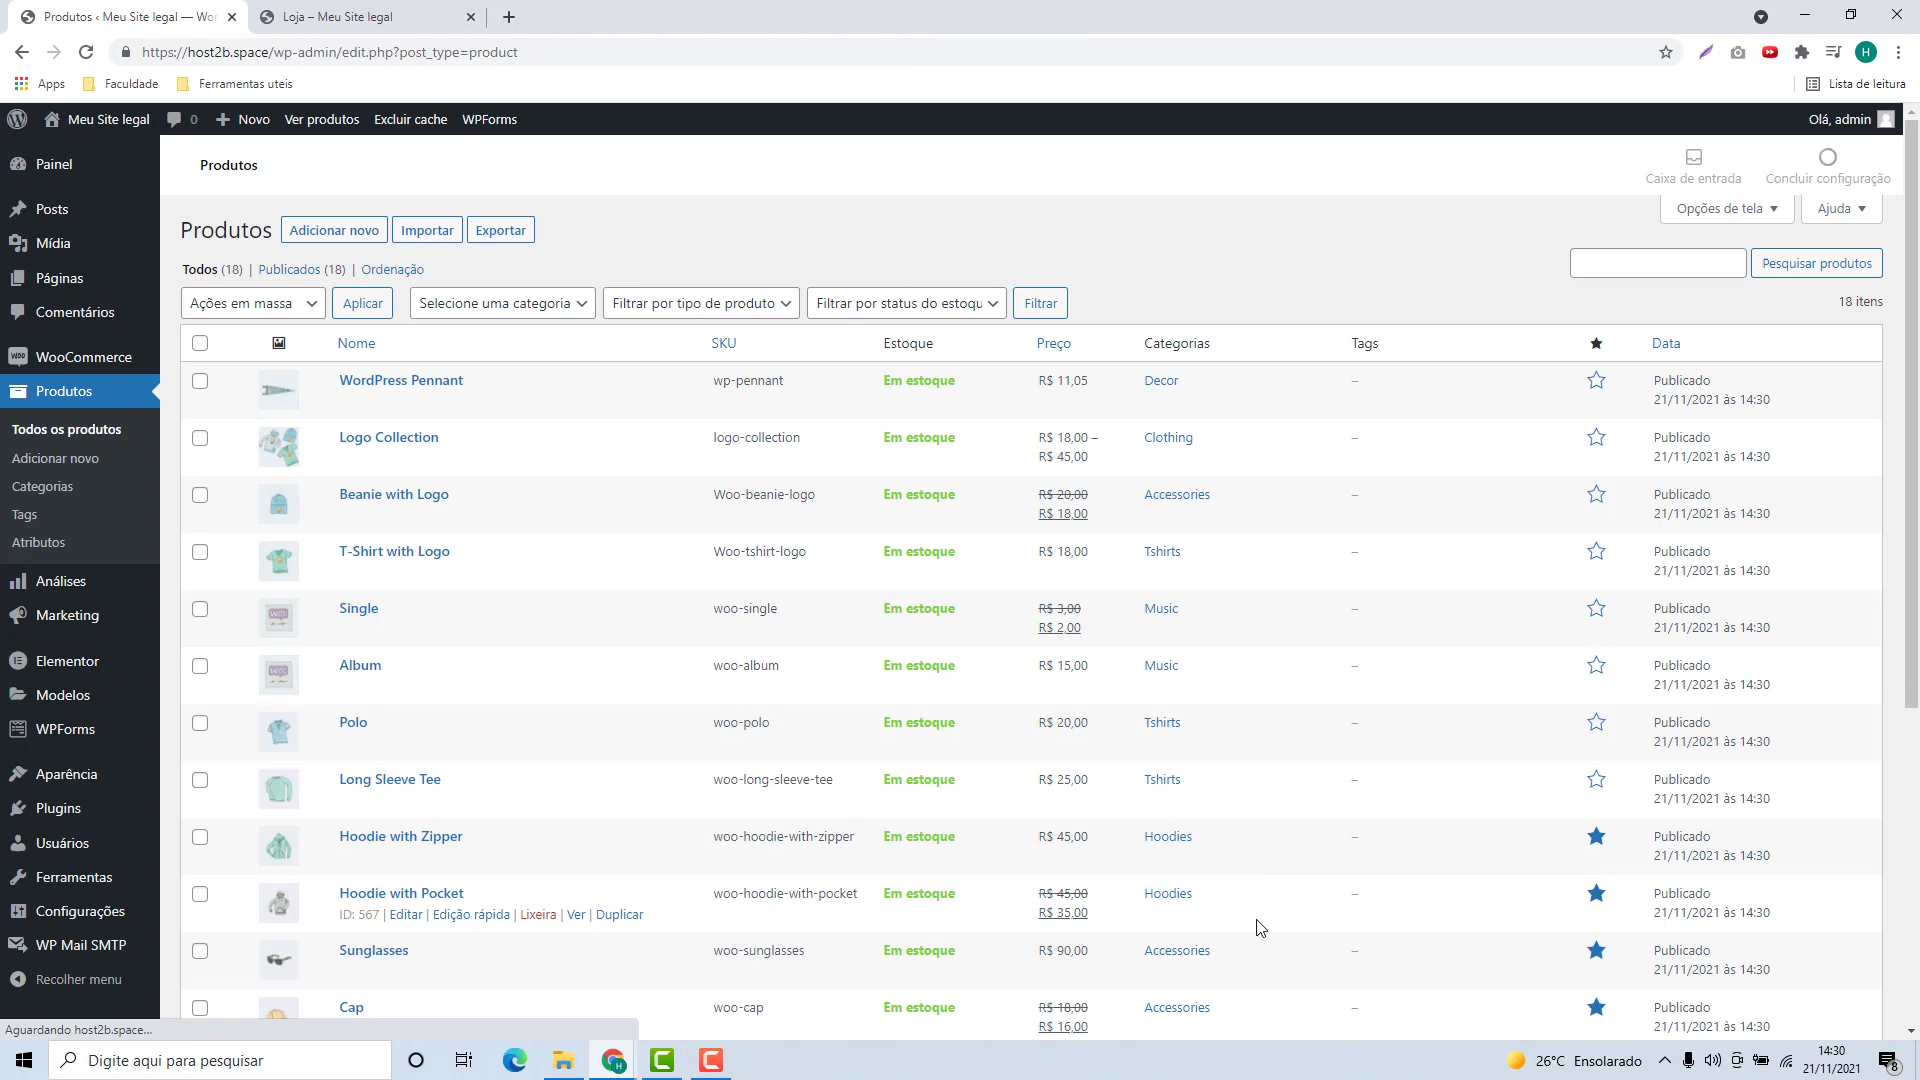 Produtos ‹ Meu Site legal — Wor
Loja – Meu Site legal
https://host2b.space/wp-admin/edit.php?post_type=product
H
Apps
Faculdade
Ferramentas uteis
Lista de leitura
Meu Site legal
0
Novo
Ver produtos
Excluir cache
WPForms
Olá, admin
Painel
Posts
Mídia
Páginas
Comentários
WooCommerce
Produtos
Todos os produtos
Adicionar novo
Categorias
Tags
Atributos
Análises
Marketing
Elementor
Modelos
WPForms
Aparência
Plugins
Usuários
Ferramentas
Configurações
WP Mail SMTP
Recolher menu
Produtos
Caixa de entrada
Concluir configuração
Opções de tela
Ajuda
Produtos
Adicionar novo
Importar
Exportar
Todos (18) | Publicados (18) | Ordenação
Pesquisar produtos
Ações em massa
Aplicar
Selecione uma categoria
Filtrar por tipo de produto
Filtrar por status do estoqu
Filtrar
18 itens
Nome SKU Estoque Preço Categorias Tags Data
WordPress Pennant wp-pennant Em estoque R$ 11,05 Decor – Publicado
21/11/2021 às 14:30
Logo Collection logo-collection Em estoque R$ 18,00 – Clothing – Publicado
R$ 45,00 21/11/2021 às 14:30
Beanie with Logo Woo-beanie-logo Em estoque R$ 20,00 Accessories – Publicado
R$ 18,00 21/11/2021 às 14:30
T-Shirt with Logo Woo-tshirt-logo Em estoque R$ 18,00 Tshirts – Publicado
21/11/2021 às 14:30
Single woo-single Em estoque R$ 3,00 Music – Publicado
R$ 2,00 21/11/2021 às 14:30
Album woo-album Em estoque R$ 15,00 Music – Publicado
21/11/2021 às 14:30
Polo woo-polo Em estoque R$ 20,00 Tshirts – Publicado
21/11/2021 às 14:30
Long Sleeve Tee woo-long-sleeve-tee Em estoque R$ 25,00 Tshirts – Publicado
21/11/2021 às 14:30
Hoodie with Zipper woo-hoodie-with-zipper Em estoque R$ 45,00 Hoodies – Publicado
21/11/2021 às 14:30
Hoodie with Pocket woo-hoodie-with-pocket Em estoque R$ 45,00 Hoodies – Publicado
ID: 567 | Editar | Edição rápida | Lixeira | Ver | Duplicar R$ 35,00 21/11/2021 às 14:30
Sunglasses woo-sunglasses Em estoque R$ 90,00 Accessories – Publicado
21/11/2021 às 14:30
Cap woo-cap Em estoque R$ 18,00 Accessories – Publicado
R$ 16,00 21/11/2021 às 14:30
Aguardando host2b.space...
Digite aqui para pesquisar
26°C Ensolarado
14:30
21/11/2021
8